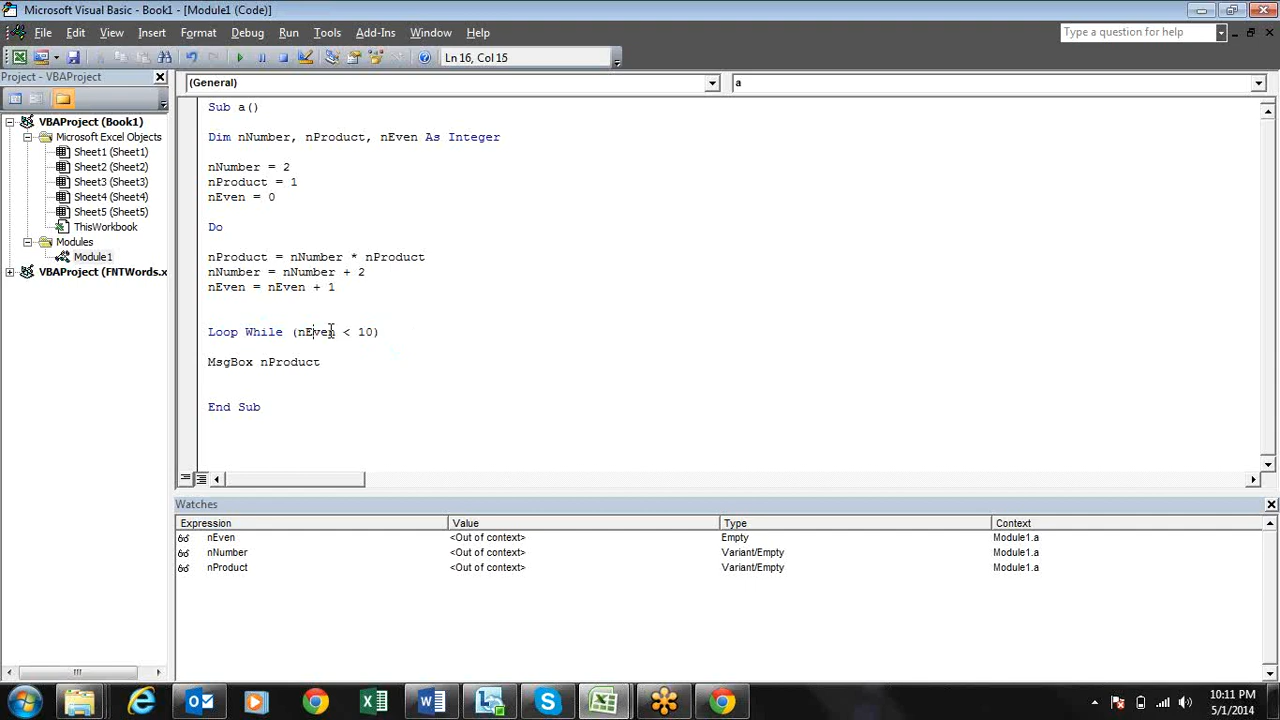 Microsoft Visual Basic - Book1 - [Module1 (Code)]
File Edit View Insert Format Debug Run Tools Add-Ins Window Help
Type a question for help
Ln 16, Col 15
Project - VBAProject
(General)
a
VBAProject (Book1)
Microsoft Excel Objects
Sheet1 (Sheet1)
Sheet2 (Sheet2)
Sheet3 (Sheet3)
Sheet4 (Sheet4)
Sheet5 (Sheet5)
ThisWorkbook
Modules
Module1
VBAProject (FNTWords.x
Sub a()
Dim nNumber, nProduct, nEven As Integer
nNumber = 2
nProduct = 1
nEven = 0
Do
nProduct = nNumber * nProduct
nNumber = nNumber + 2
nEven = nEven + 1
Loop While (nEven < 10)
MsgBox nProduct
End Sub
Watches
Expression Value Type Context
nEven <Out of context> Empty Module1.a
nNumber <Out of context> Variant/Empty Module1.a
nProduct <Out of context> Variant/Empty Module1.a
10:11 PM
5/1/2014